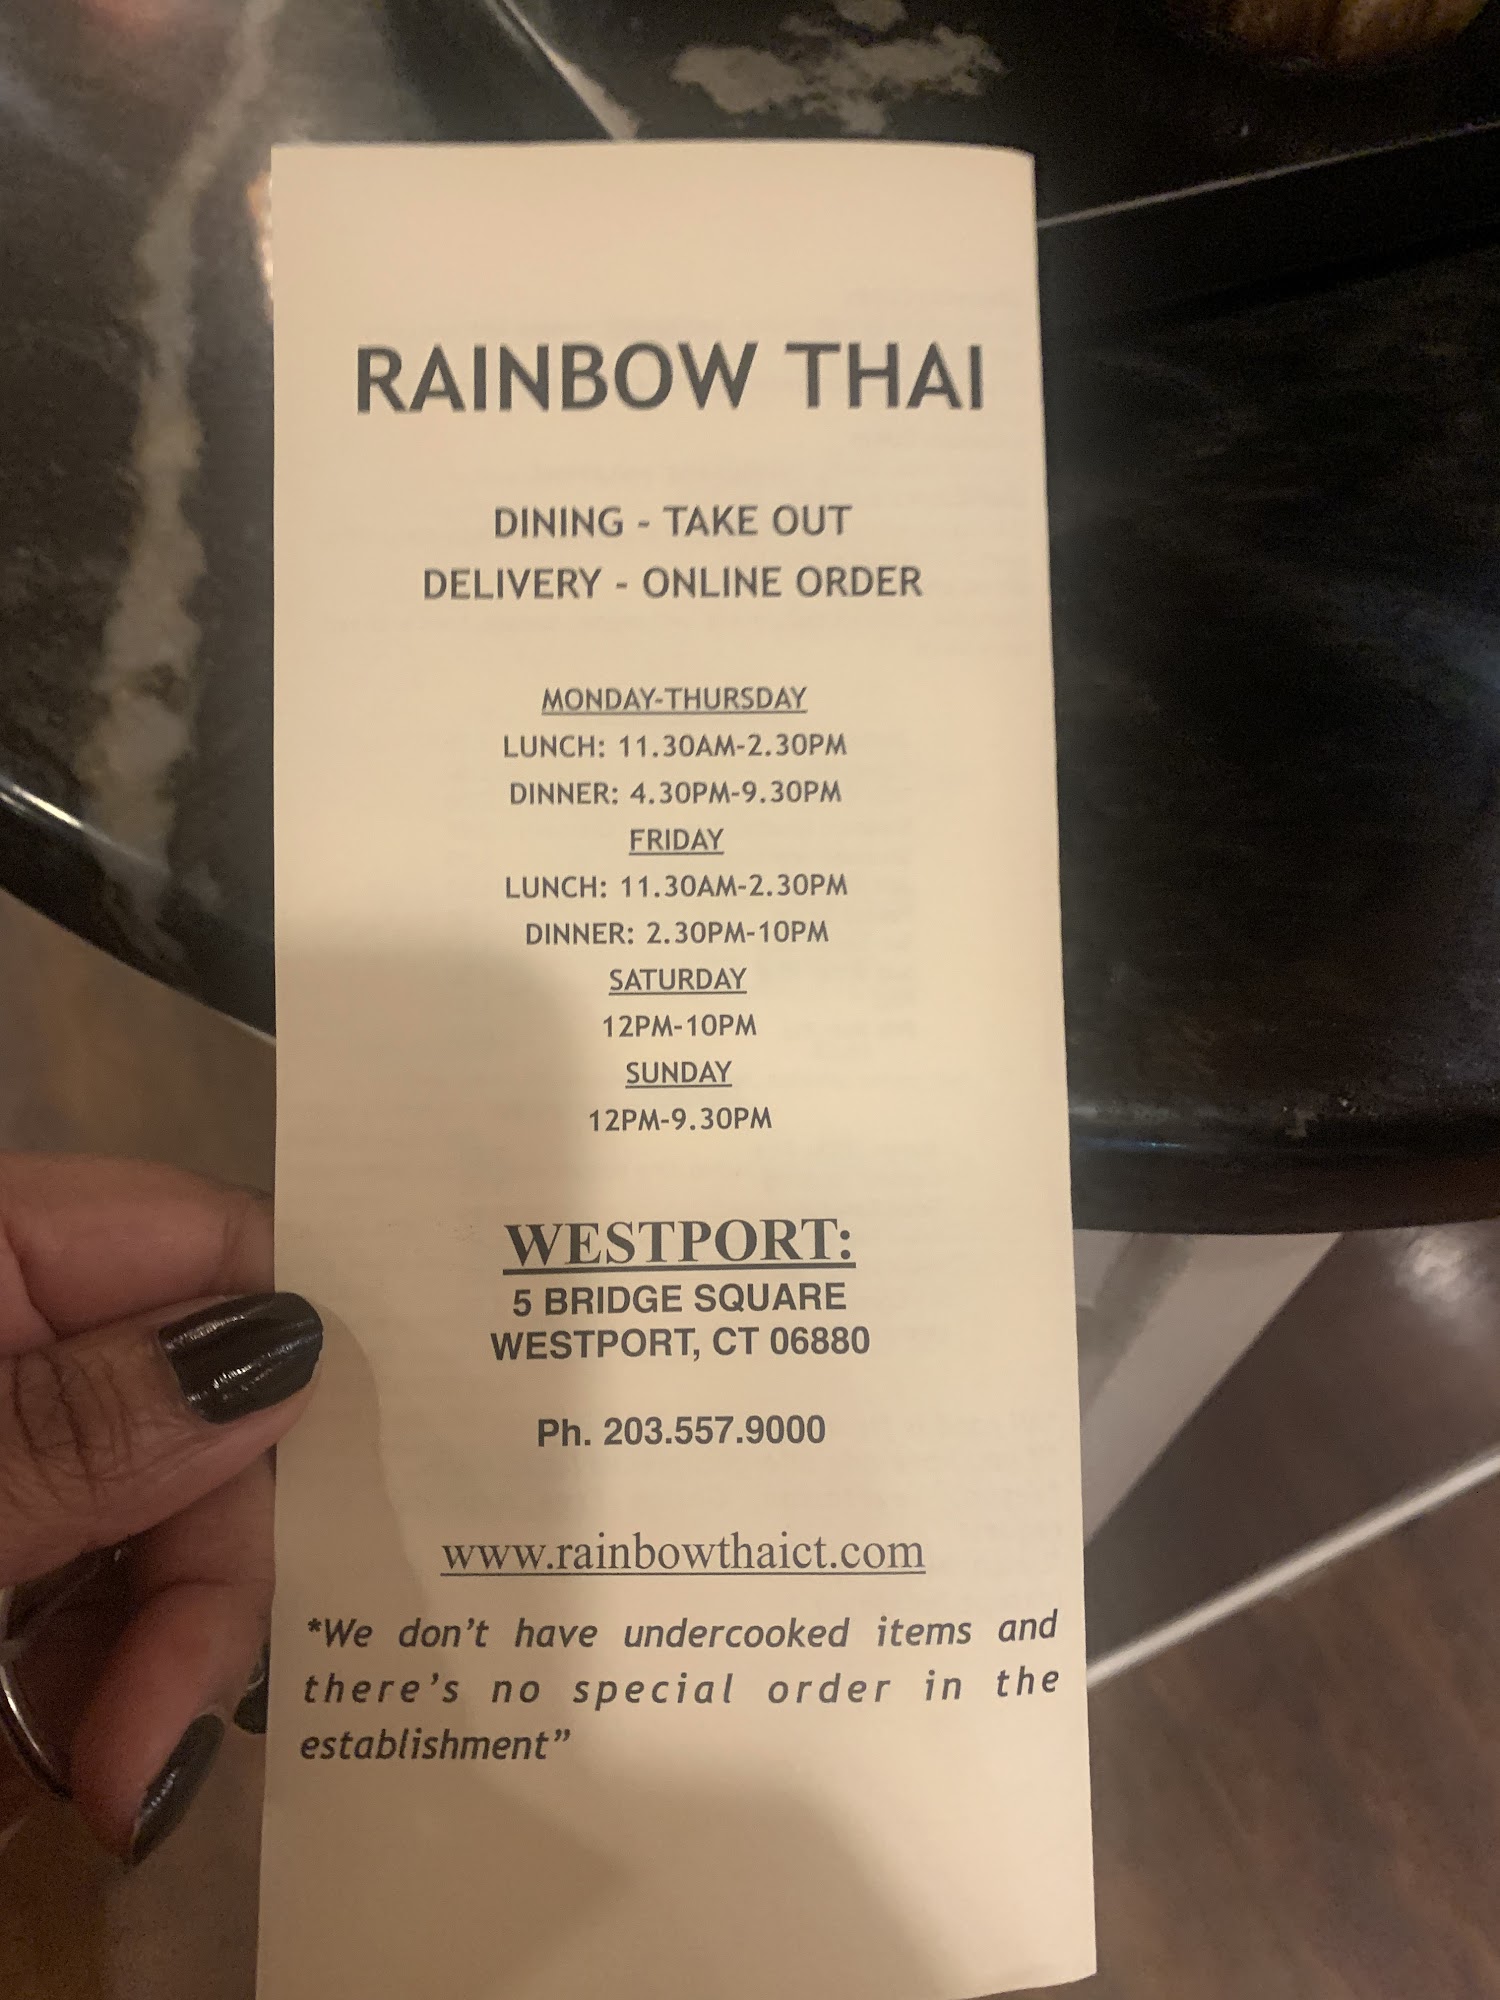 RAINBOW THAI
DINING - TAKE OUT
DELIVERY - ONLINE ORDER
MONDAY-THURSDAY
LUNCH: 11.30AM-2.30PM
DINNER: 4.30PM-9.30PM
FRIDAY
LUNCH: 11.30AM-2.30PM
DINNER: 2.30PM-10PM
SATURDAY
12PM-10PM
SUNDAY
12PM-9.30PM
WESTPORT:
5 BRIDGE SQUARE
WESTPORT, CT 06880
Ph. 203.557.9000
www.rainbowthaict.com
*We don't have undercooked items and
there's no special order in the
establishment”